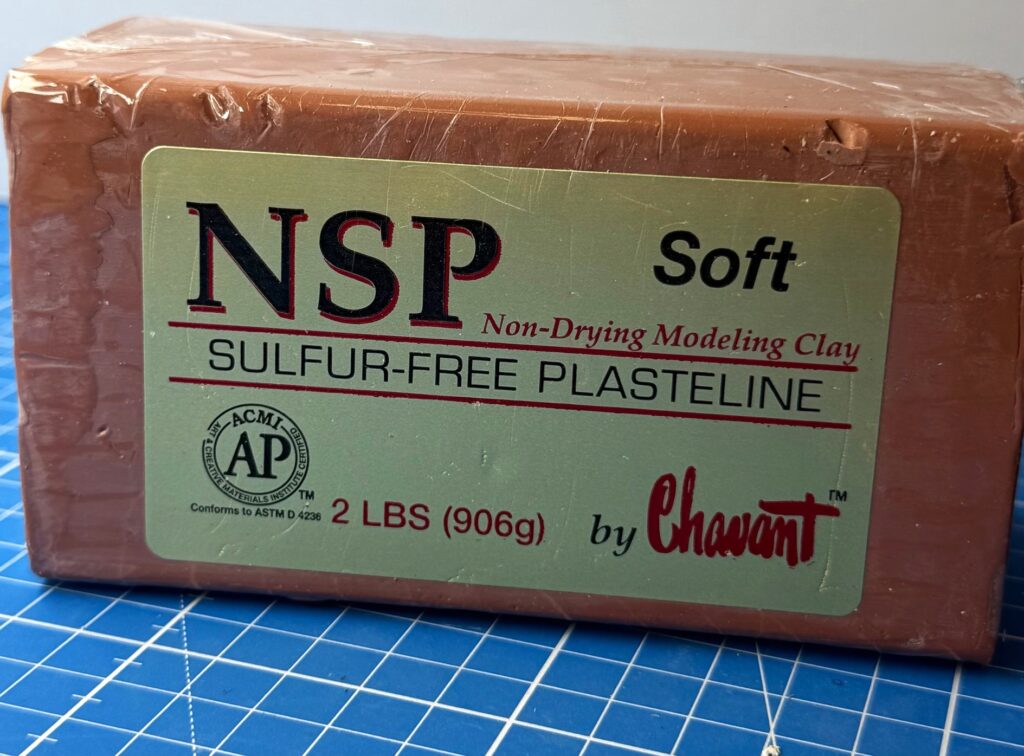 NSP
Soft
Non-Drying Modeling Clay
SULFUR-FREE PLASTELINE
ACMI
AP
ART & CREATIVE MATERIALS INSTITUTE CERTIFIED
TM
Conforms to ASTM D 4236
2 LBS (906g)
by Chavant TM